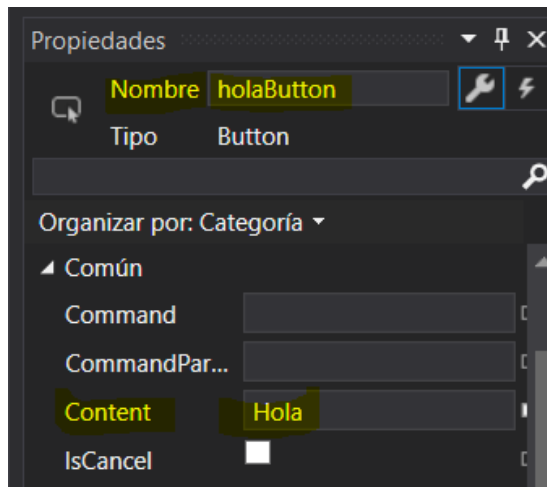 Propiedades
Nombre holaButton
Tipo Button
Organizar por: Categoría
Común
Command
CommandPar...
Content Hola
IsCancel